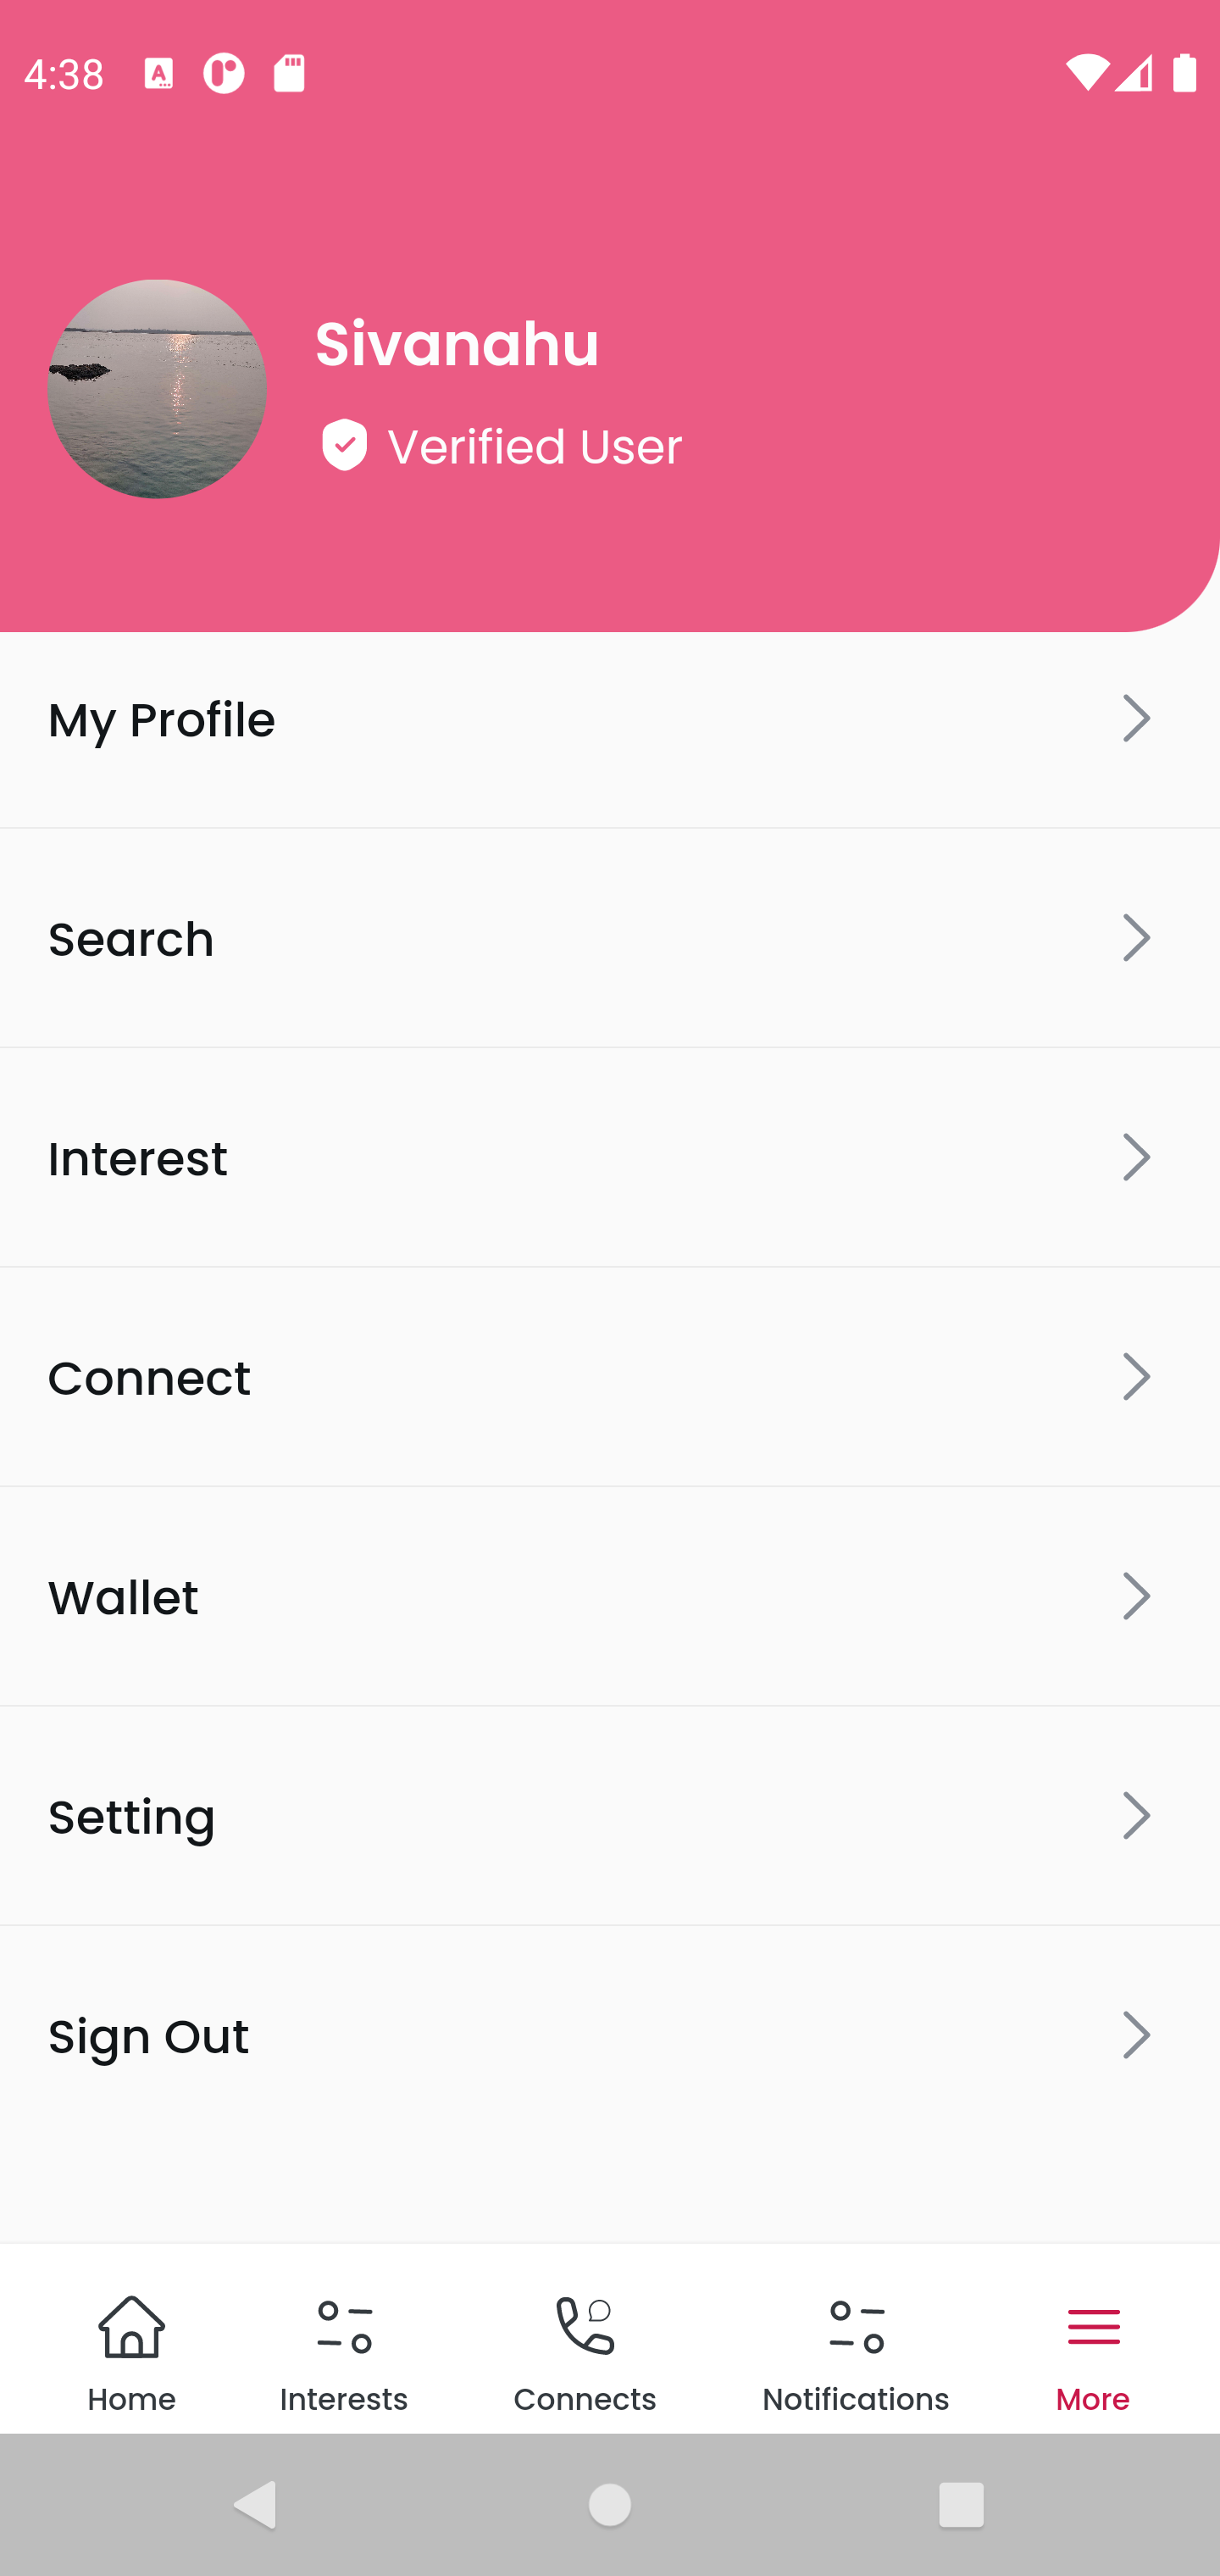 4:38
Sivanahu
Verified User
My Profile
Search
Interest
Connect
Wallet
Setting
Sign Out
Home Interests Connects Notifications More